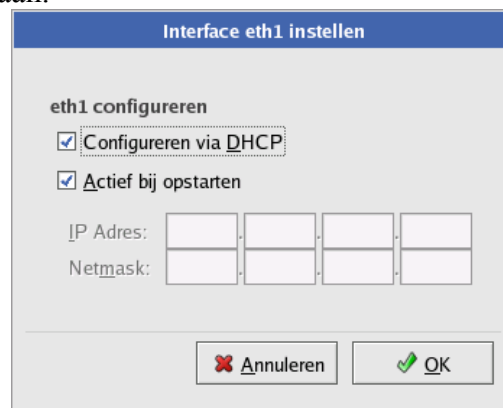 Interface eth1 instellen
eth1 configureren
Configureren via DHCP
Actief bij opstarten
IP Adres: . . .
Netmask: . . .
Annuleren OK